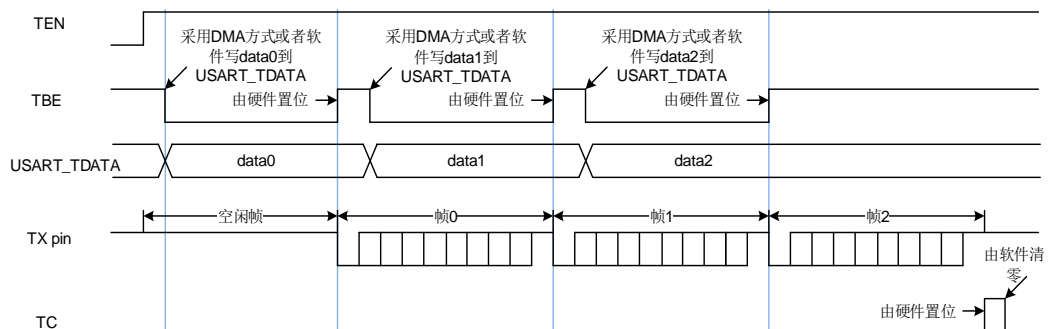 TEN
采用DMA方式或者软
件写data0到
USART_TDATA
采用DMA方式或者软
件写data1到
USART_TDATA
采用DMA方式或者软
件写data2到
USART_TDATA
TBE
由硬件置位
由硬件置位
由硬件置位
USART_TDATA
data0
data1
data2
空闲帧
帧0
帧1
帧2
TX pin
由软件清
零
由硬件置位
TC